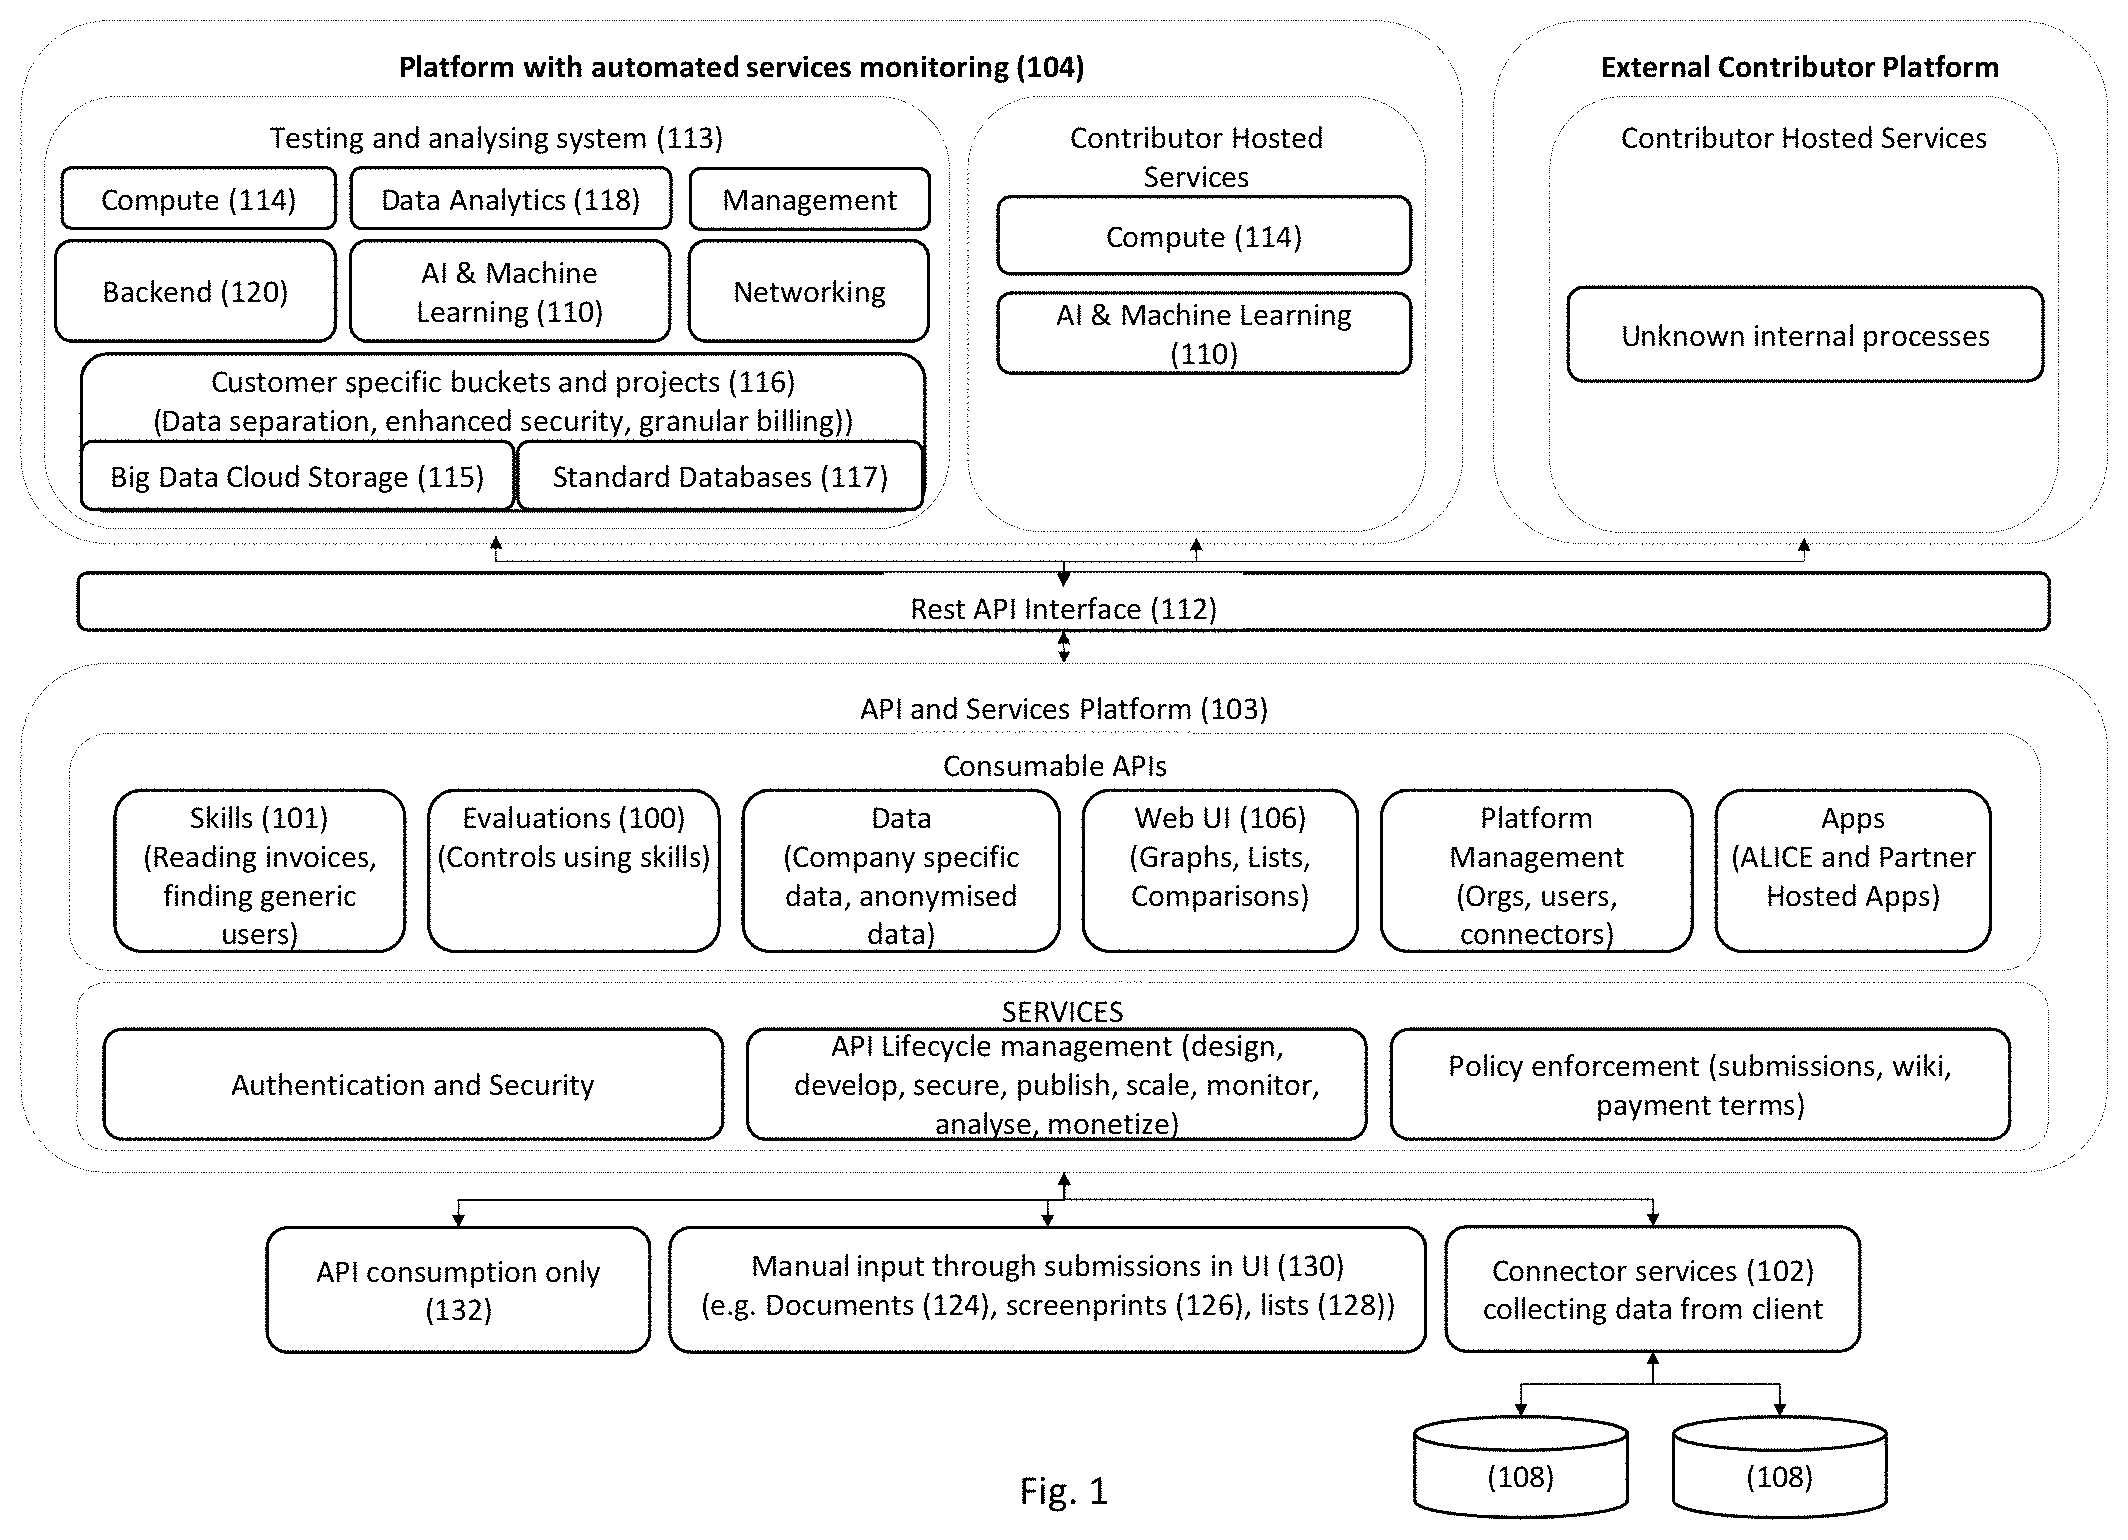 Platform with automated services monitoring (104)
External Contributor Platform
Testing and analysing system (113)
Compute (114)
Data Analytics (118)
Management
Backend (120)
AI & Machine
Learning (110)
Networking
Customer specific buckets and projects (116)
(Data separation, enhanced security, granular billing))
Big Data Cloud Storage (115)
Standard Databases (117)
Contributor Hosted
Services
Compute (114)
AI & Machine Learning
(110)
Contributor Hosted Services
Unknown internal processes
Rest API Interface (112)
API and Services Platform (103)
Consumable APIs
Skills (101)
(Reading invoices,
finding generic
users)
Evaluations (100)
(Controls using skills)
Data
(Company specific
data, anonymised
data)
Web UI (106)
(Graphs, Lists,
Comparisons)
Platform
Management
(Orgs, users,
connectors)
Apps
(ALICE and Partner
Hosted Apps)
SERVICES
Authentication and Security
API Lifecycle management (design,
develop, secure, publish, scale, monitor,
analyse, monetize)
Policy enforcement (submissions, wiki,
payment terms)
API consumption only
(132)
Manual input through submissions in UI (130)
(e.g. Documents (124), screenprints (126), lists (128))
Connector services (102)
collecting data from client
(108)
(108)
Fig. 1